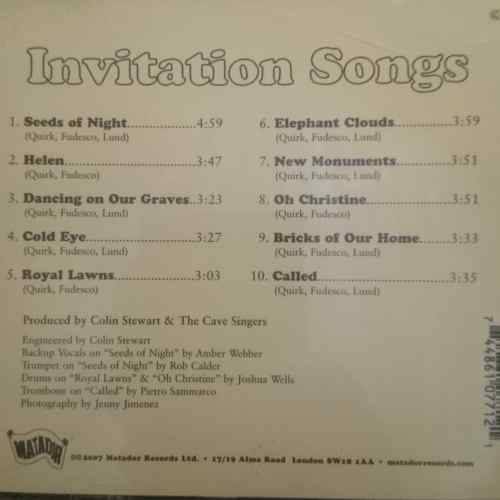 Invitation Songs
1. Seeds of Night....................4:59
(Quirk, Fudesco, Lund)
2. Helen...............................3:47
(Quirk, Fudesco)
3. Dancing on Our Graves..3:23
(Quirk, Fudesco, Lund)
4. Cold Eye..........................3:27
(Quirk, Fudesco, Lund)
5. Royal Lawns....................3:03
(Quirk, Fudesco)
6. Elephant Clouds..............3:59
(Quirk, Fudesco, Lund)
7. New Monuments.............3:51
(Quirk, Fudesco, Lund)
8. Oh Christine....................3:51
(Quirk, Fudesco)
9. Bricks of Our Home........3:33
(Quirk, Fudesco, Lund)
10. Called.............................3:35
(Quirk, Fudesco, Lund)
Produced by Colin Stewart & The Cave Singers
Engineered by Colin Stewart
Backup Vocals on "Seeds of Night" by Amber Webber
Trumpet on "Seeds of Night" by Rob Calder
Drums on "Royal Lawns" & "Oh Christine" by Joshua Wells
Trombone on "Called" by Pietro Sammarco
Photography by Jenny Jimenez
MATADOR
℗© 2007 Matador Records Ltd. • 17/19 Alma Road London SW18 1AA • matadorrecords.com